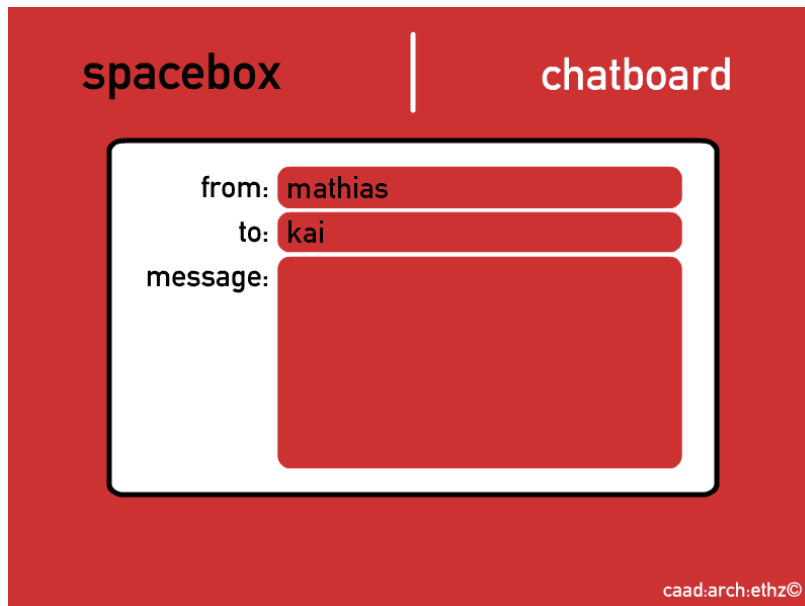 spacebox
chatboard
from: mathias
to: kai
message:
caad:arch:ethz©